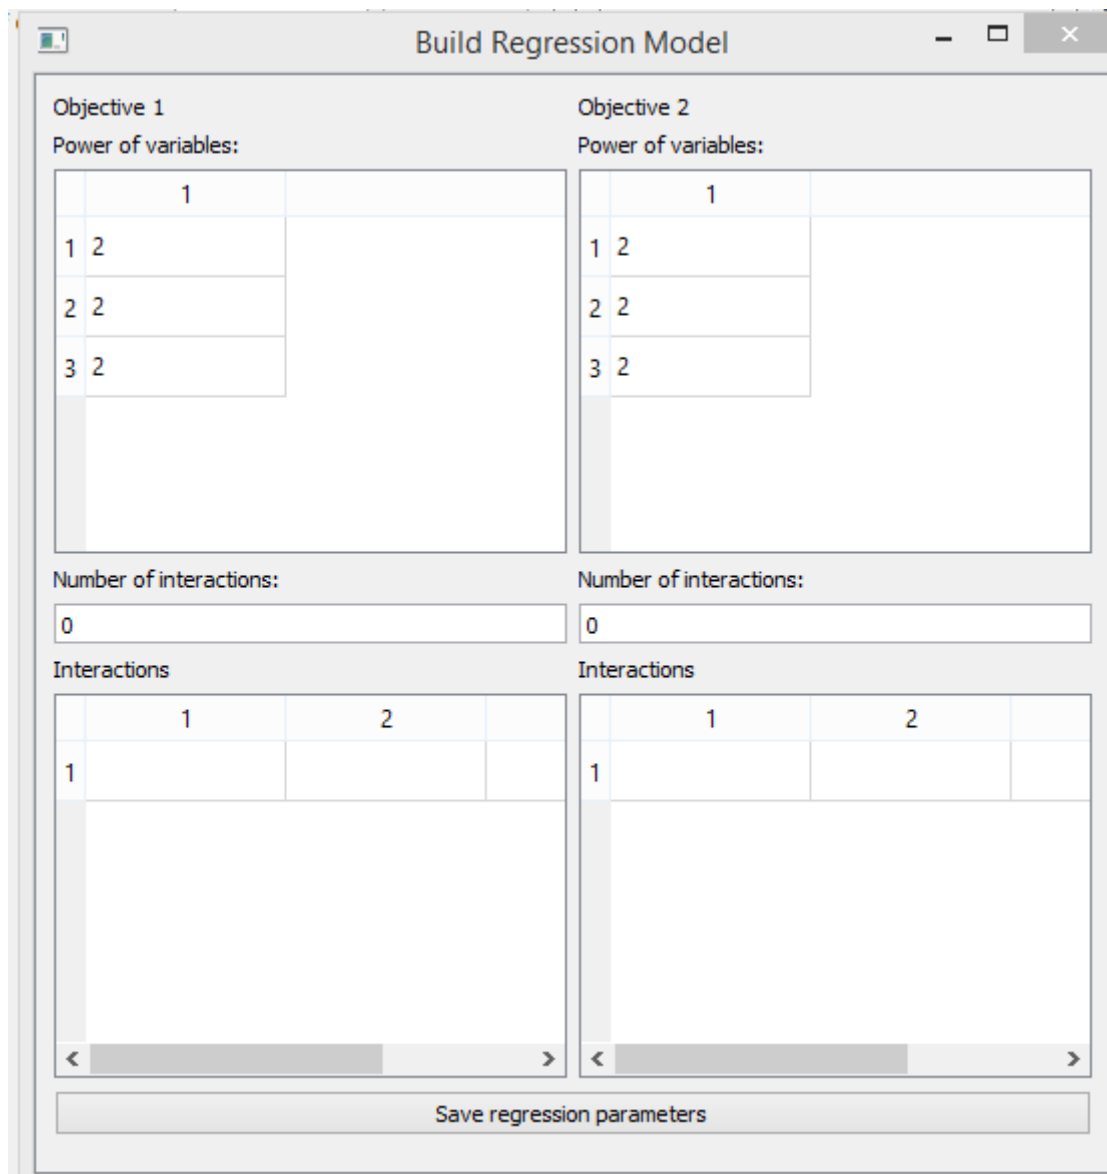 Build Regression Model
Objective 1
Power of variables:
1
1 2
2 2
3 2
Number of interactions:
0
Interactions
1 2
1
Objective 2
Power of variables:
1
1 2
2 2
3 2
Number of interactions:
0
Interactions
1 2
1
Save regression parameters